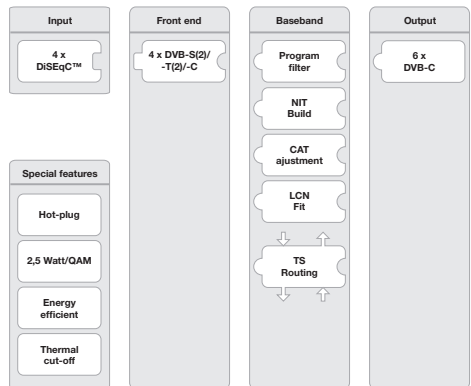 Input
4 x
DiSEqC™
Special features
Hot-plug
2,5 Watt/QAM
Energy
efficient
Thermal
cut-off
Front end
4 x DVB-S(2)/
-T(2)/-C
Baseband
Program
filter
NIT
Build
CAT
ajustment
LCN
Fit
TS
Routing
Output
6 x
DVB-C